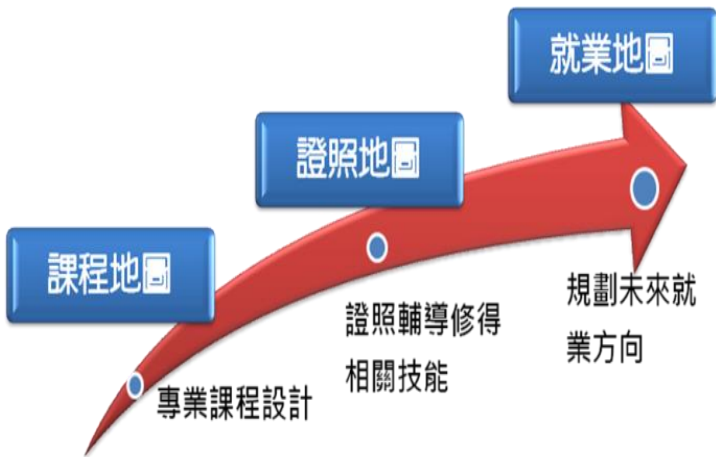 就業地圖
證照地圖
課程地圖
規劃未來就
業方向
證照輔導修得
相關技能
專業課程設計